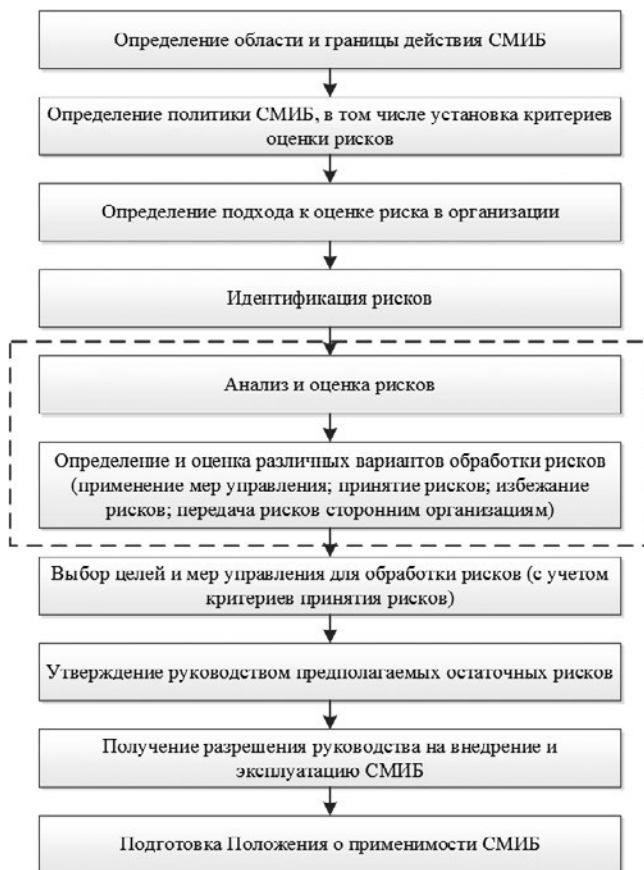 Определение области и границы действия СМИБ
Определение политики СМИБ, в том числе установка критериев
оценки рисков
Определение подхода к оценке риска в организации
Идентификация рисков
Анализ и оценка рисков
Определение и оценка различных вариантов обработки рисков
(применение мер управления; принятие рисков; избежание
рисков; передача рисков сторонним организациям)
Выбор целей и мер управления для обработки рисков (с учетом
критериев принятия рисков)
Утверждение руководством предполагаемых остаточных рисков
Получение разрешения руководства на внедрение и
эксплуатацию СМИБ
Подготовка Положения о применимости СМИБ